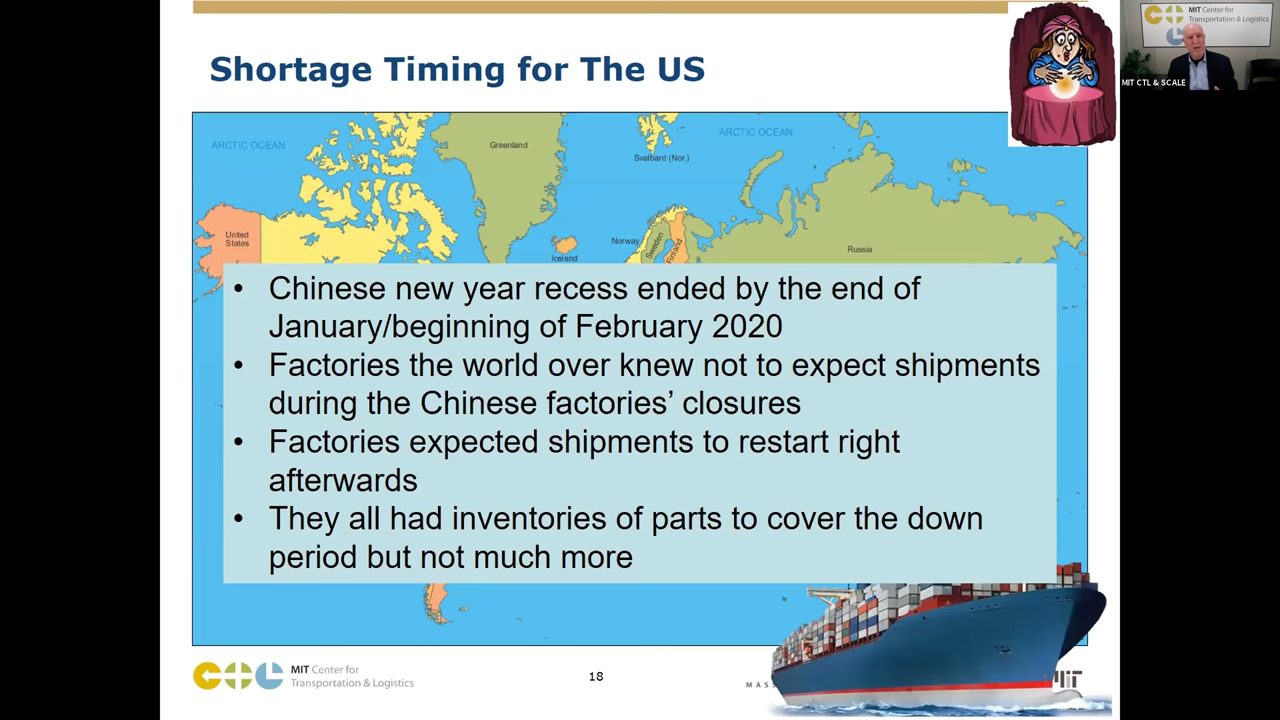 Shortage Timing for The US
MIT Center for
Transportation & Logistics
MIT CTL & SCALE
ARCTIC OCEAN
Greenland
Svalbard (Nor.)
ARCTIC OCEAN
United
States
Iceland
Norway
Sweden
Finland
Russia
• Chinese new year recess ended by the end of
January/beginning of February 2020
• Factories the world over knew not to expect shipments
during the Chinese factories’ closures
• Factories expected shipments to restart right
afterwards
• They all had inventories of parts to cover the down
period but not much more
MIT Center for
Transportation & Logistics
18
MASS
MIT